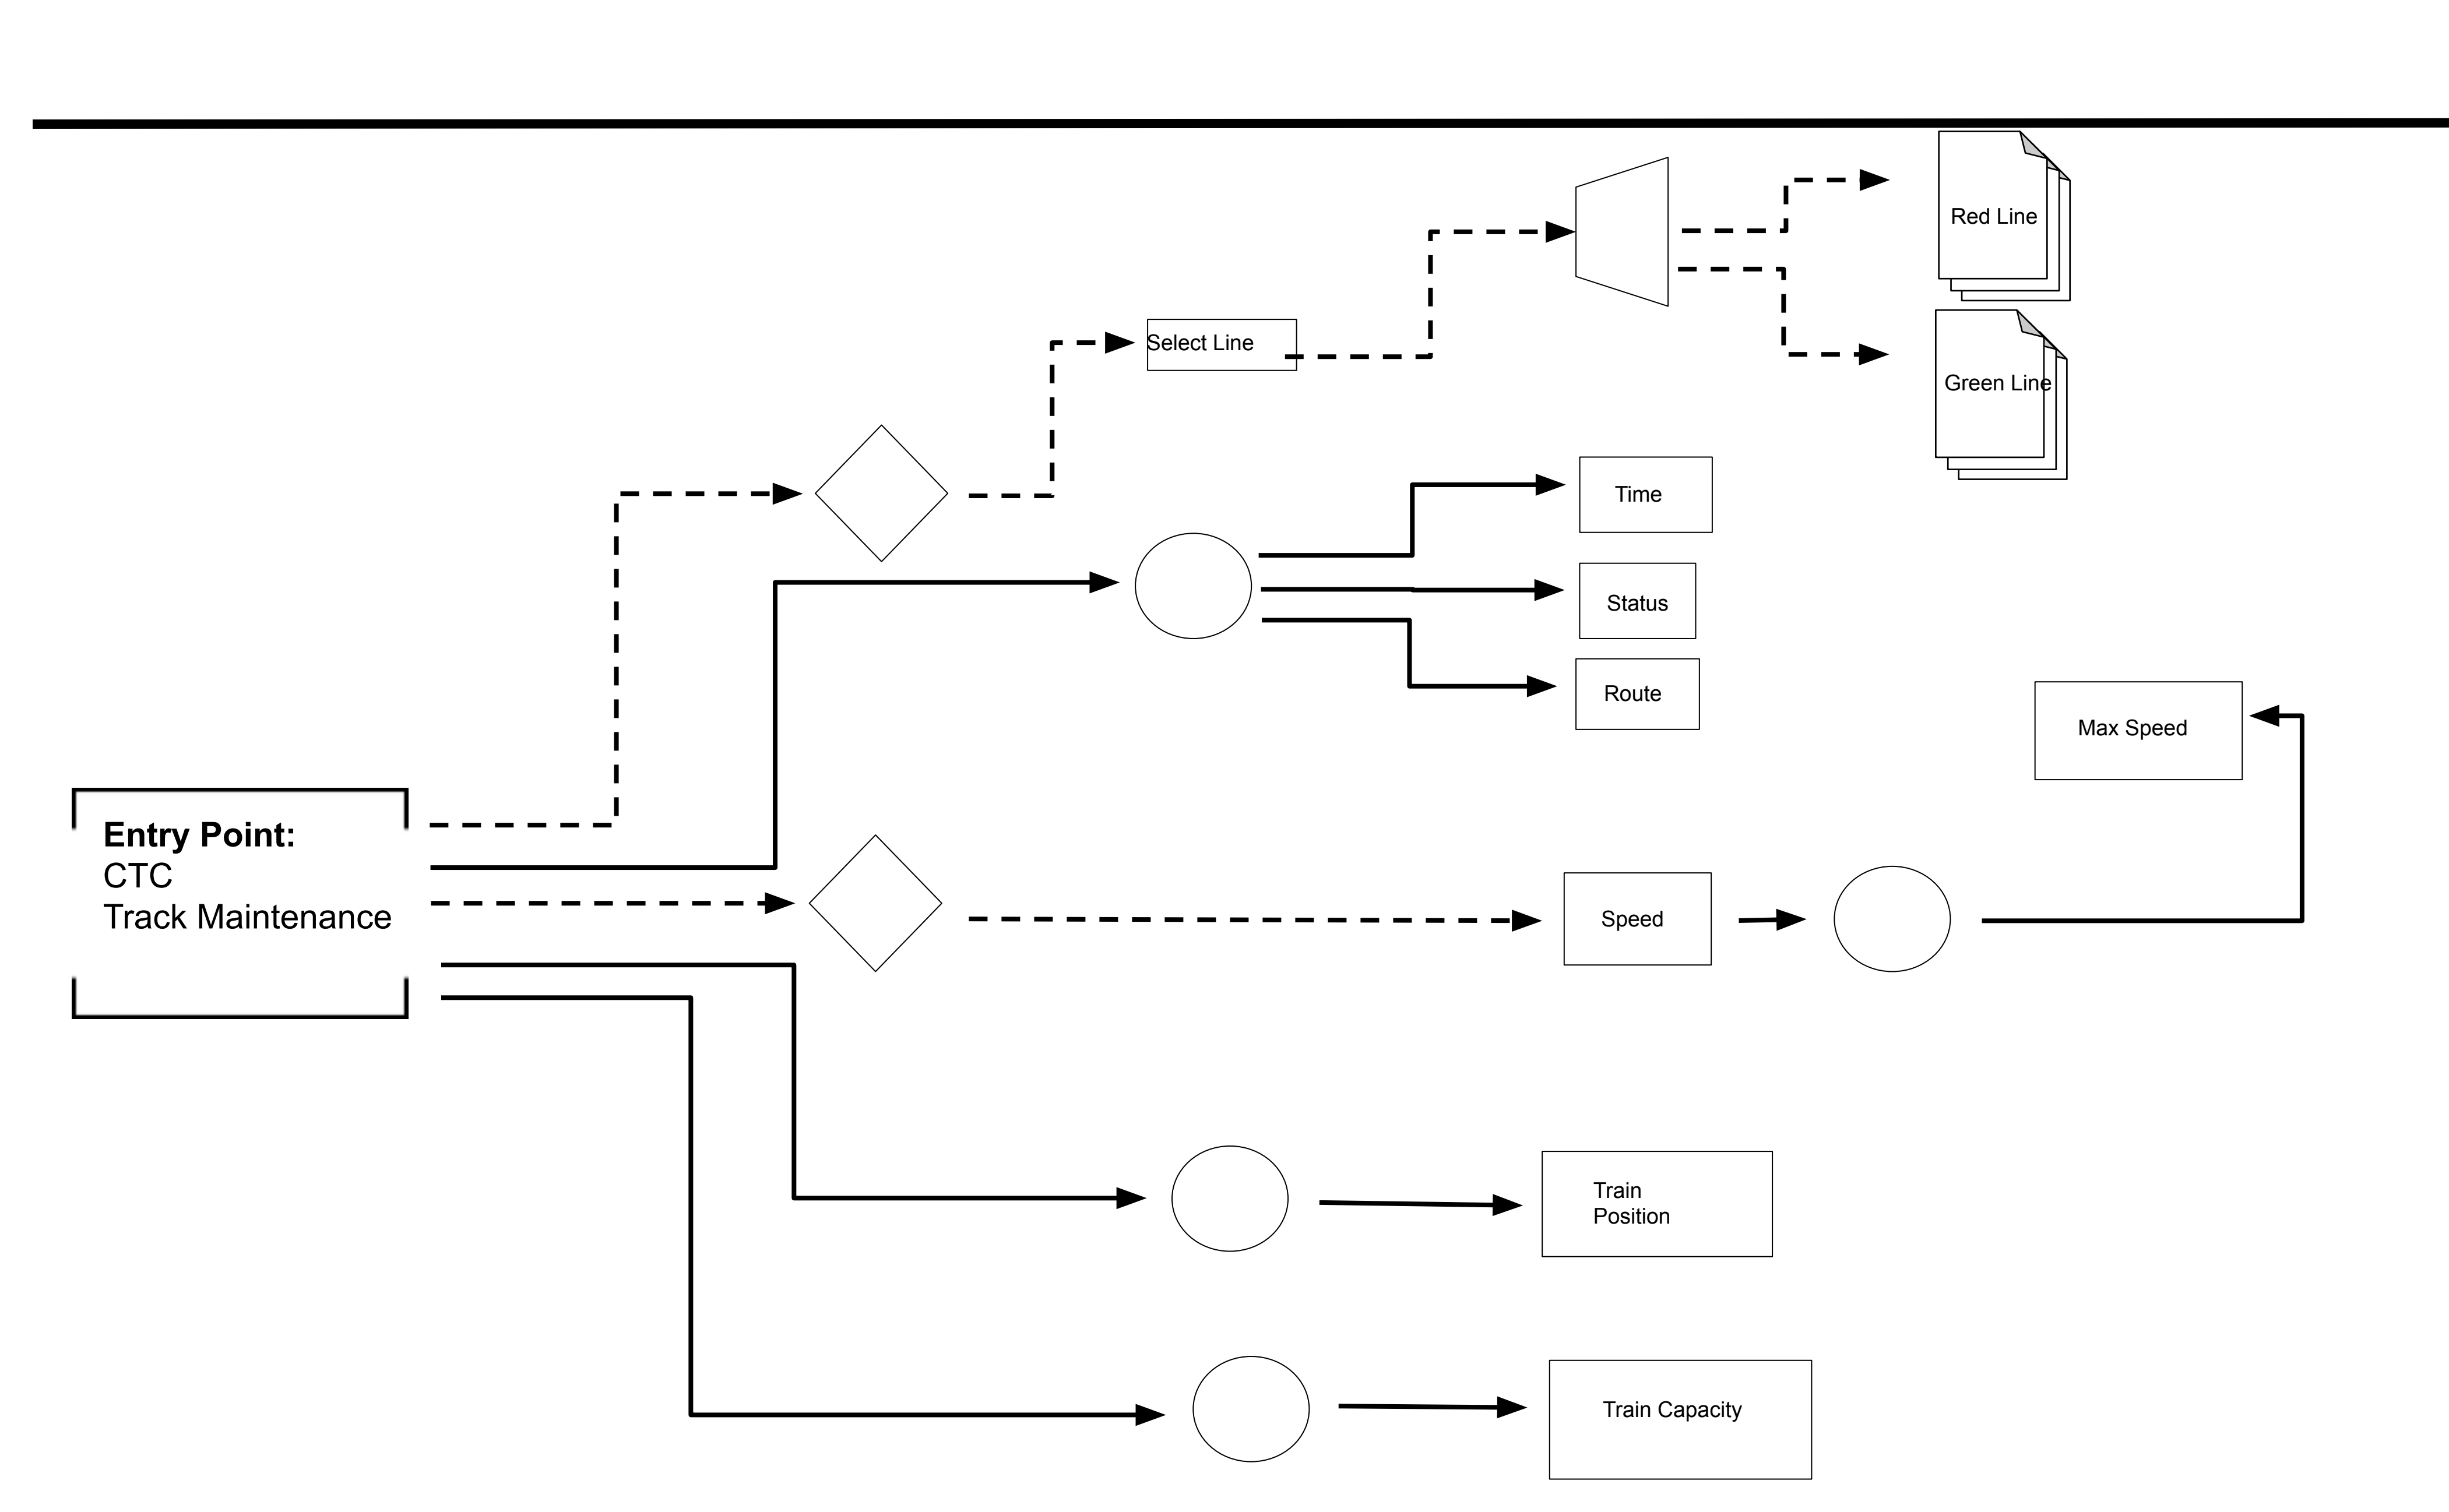 Red Line
Select Line
Green Line
Time
Status
Route
Max Speed
Entry Point:
CTC
Track Maintenance
Speed
Train
Position
Train Capacity